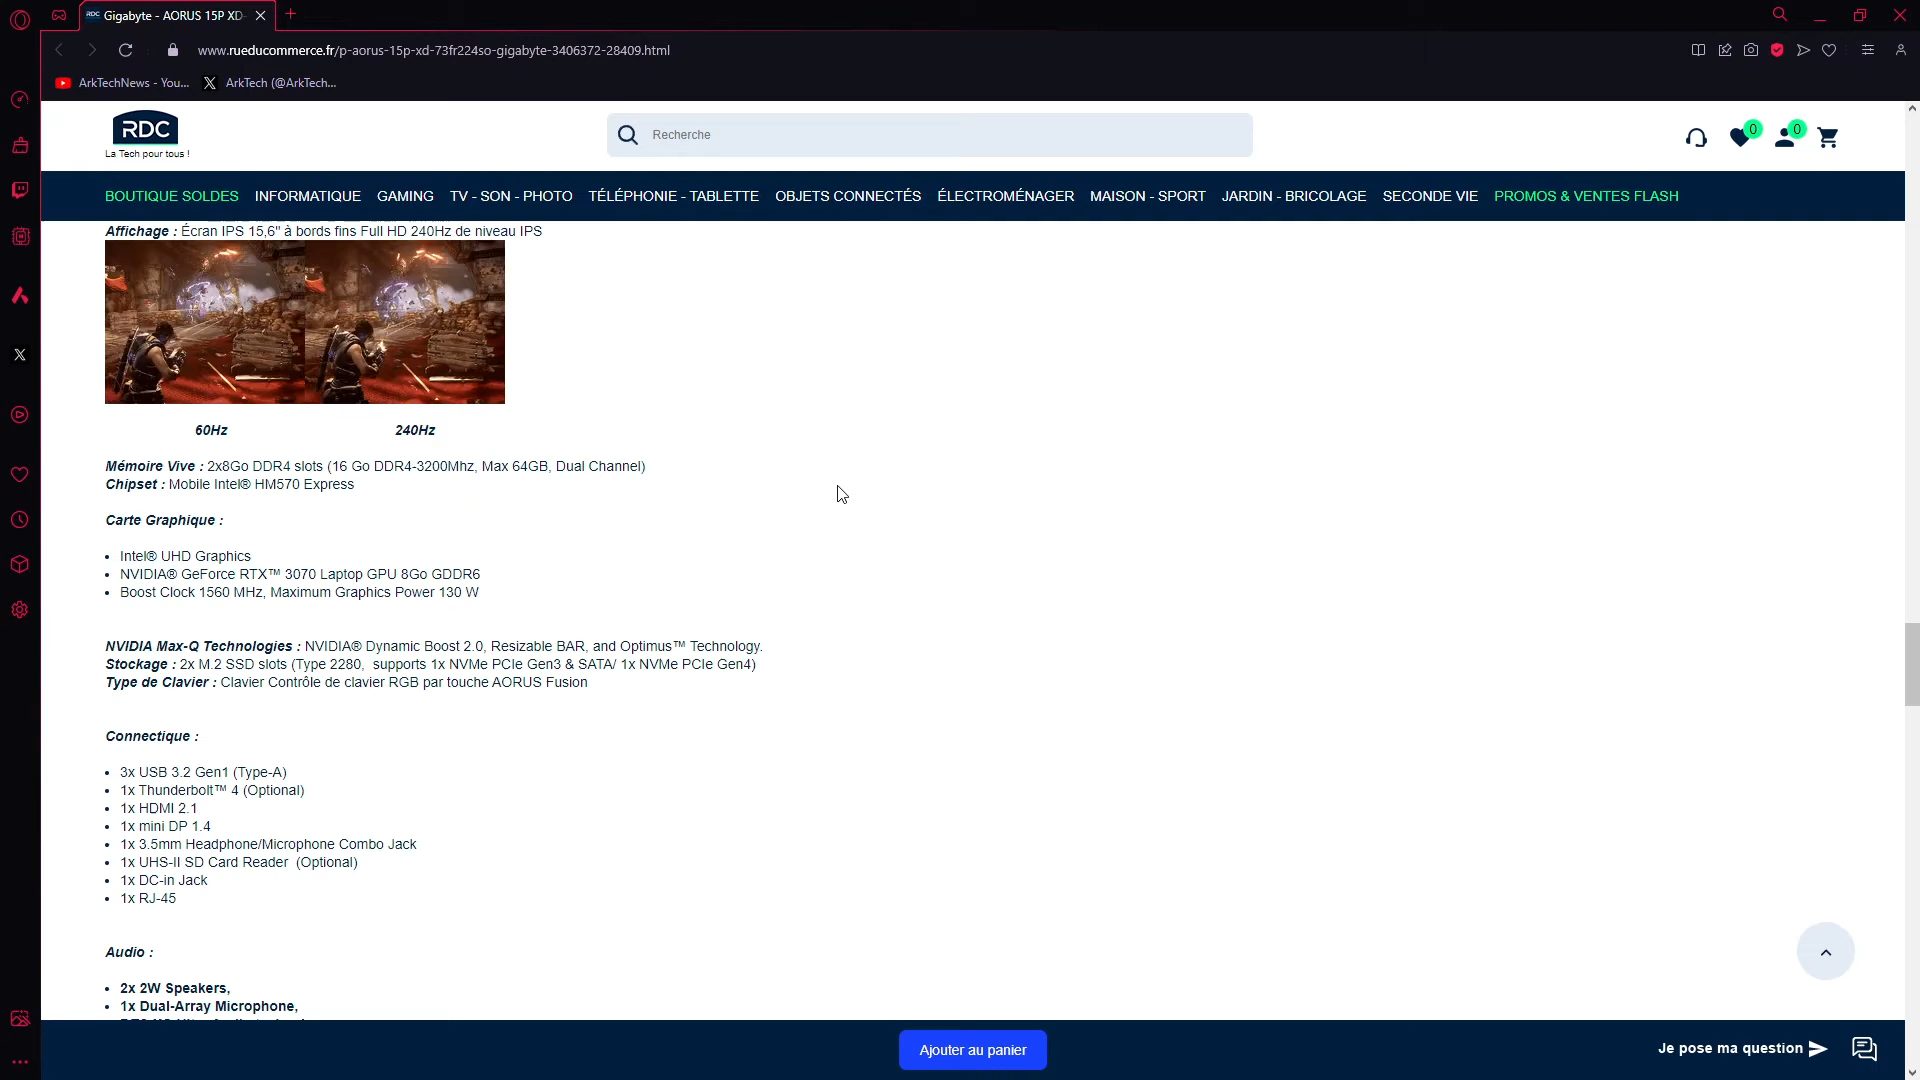 RDC Gigabyte - AORUS 15P XD-
www.rueducommerce.fr/p-aorus-15p-xd-73fr224so-gigabyte-3406372-28409.html
ArkTechNews - You... X ArkTech (@ArkTech...
RDC
La Tech pour tous !
Recherche
0
0
BOUTIQUE SOLDES INFORMATIQUE GAMING TV - SON - PHOTO TÉLÉPHONIE - TABLETTE OBJETS CONNECTÉS ÉLECTROMÉNAGER MAISON - SPORT JARDIN - BRICOLAGE SECONDE VIE PROMOS & VENTES FLASH
Affichage : Écran IPS 15,6" à bords fins Full HD 240Hz de niveau IPS
60Hz 240Hz
Mémoire Vive : 2x8Go DDR4 slots (16 Go DDR4-3200Mhz, Max 64GB, Dual Channel)
Chipset : Mobile Intel® HM570 Express
Carte Graphique :
• Intel® UHD Graphics
• NVIDIA® GeForce RTX™ 3070 Laptop GPU 8Go GDDR6
• Boost Clock 1560 MHz, Maximum Graphics Power 130 W
NVIDIA Max-Q Technologies : NVIDIA® Dynamic Boost 2.0, Resizable BAR, and Optimus™ Technology.
Stockage : 2x M.2 SSD slots (Type 2280, supports 1x NVMe PCIe Gen3 & SATA/ 1x NVMe PCIe Gen4)
Type de Clavier : Clavier Contrôle de clavier RGB par touche AORUS Fusion
Connectique :
• 3x USB 3.2 Gen1 (Type-A)
• 1x Thunderbolt™ 4 (Optional)
• 1x HDMI 2.1
• 1x mini DP 1.4
• 1x 3.5mm Headphone/Microphone Combo Jack
• 1x UHS-II SD Card Reader (Optional)
• 1x DC-in Jack
• 1x RJ-45
Audio :
• 2x 2W Speakers,
• 1x Dual-Array Microphone,
Ajouter au panier
Je pose ma question